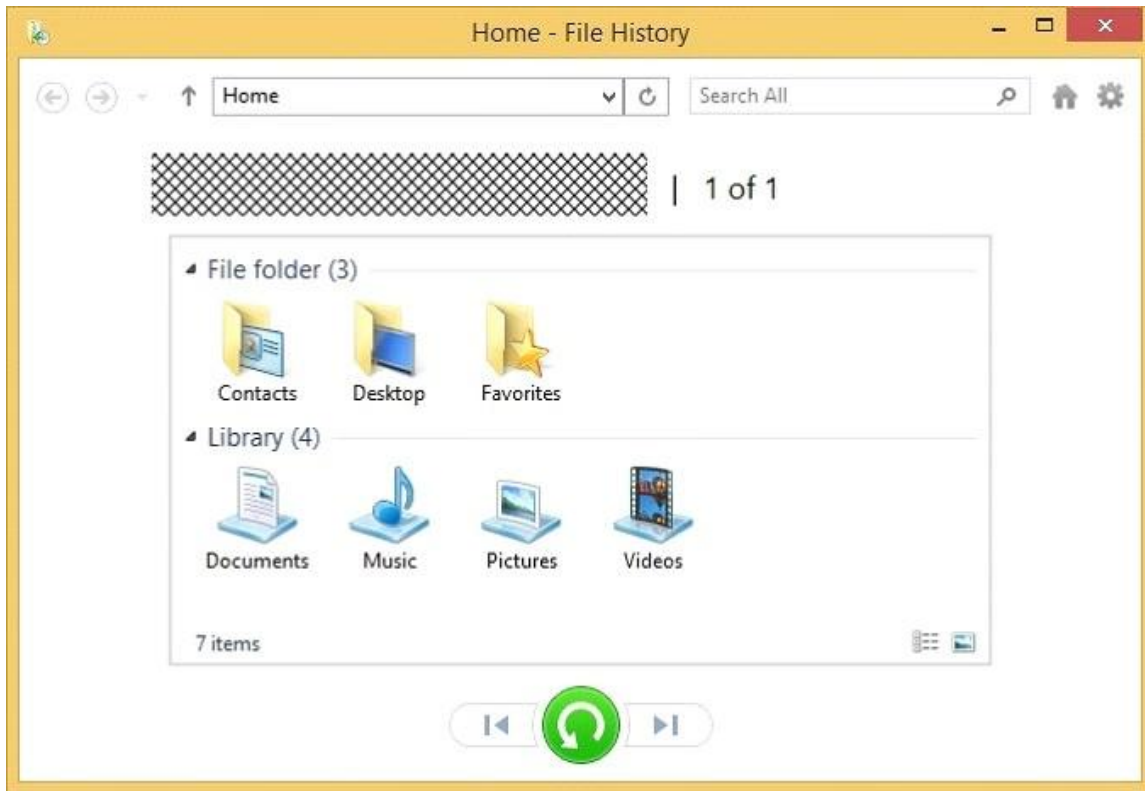 Home - File History
Home
Search All
| 1 of 1
File folder (3)
Contacts Desktop Favorites
Library (4)
Documents Music Pictures Videos
7 items